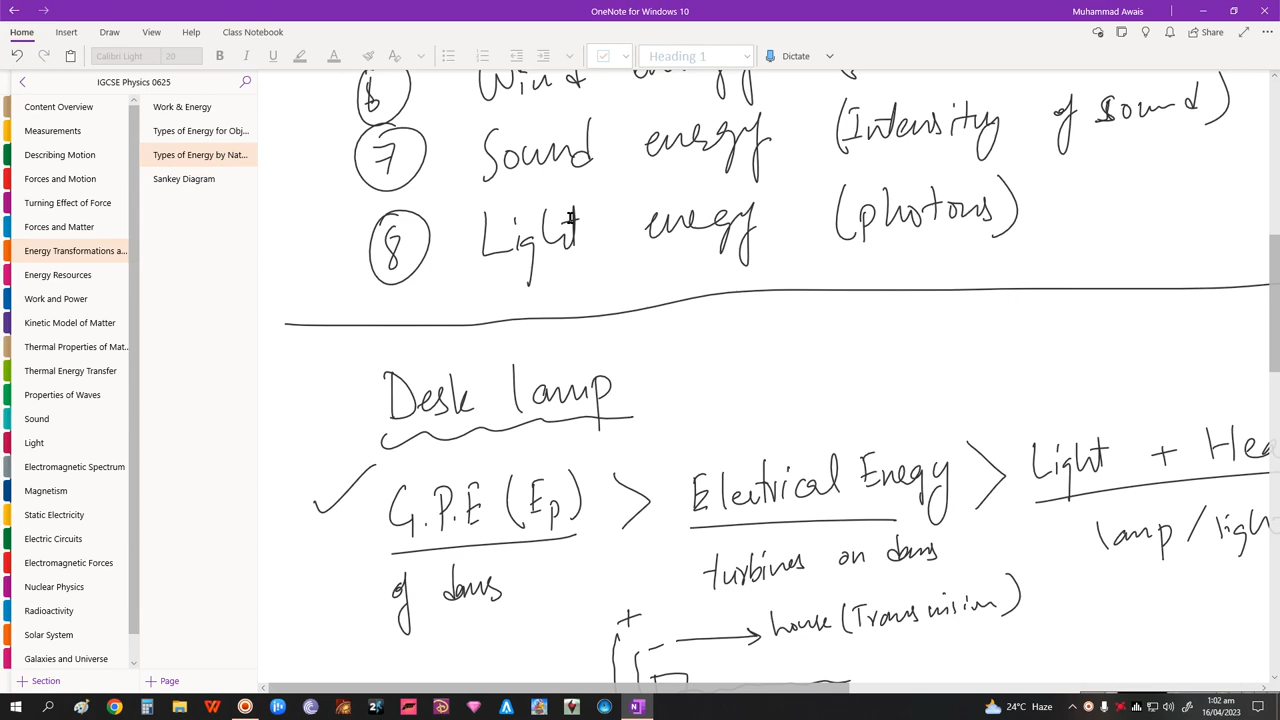 OneNote for Windows 10
Muhammad Awais
Home
Insert
Draw
View
Help
Class Notebook
Share
Calibri Light
20
Heading 1
Dictate
IGCSE Physics 0625
Content Overview
Measurements
Describing Motion
Forces and Motion
Turning Effect of Force
Forces and Matter
Energy Transformations a...
Energy Resources
Work and Power
Kinetic Model of Matter
Thermal Properties of Mat...
Thermal Energy Transfer
Properties of Waves
Sound
Light
Electromagnetic Spectrum
Magnetism
Static Electricity
Electric Circuits
Electromagnetic Forces
Nuclear Physics
Radioactivity
Solar System
Galaxies and Universe
Section
Work & Energy
Types of Energy for Obj...
Types of Energy by Nat...
Sankey Diagram
Page
6 Wind energy
7 Sound energy (Intensity of sound)
8 Light energy (photons)
Desk lamp
G.P.E (Ep) > Electrical Enegy > Light + Hea
of dams turbines on dams lamp / ligh
+ house (Transmission)
24°C Haze
1:02 am
16/04/2023